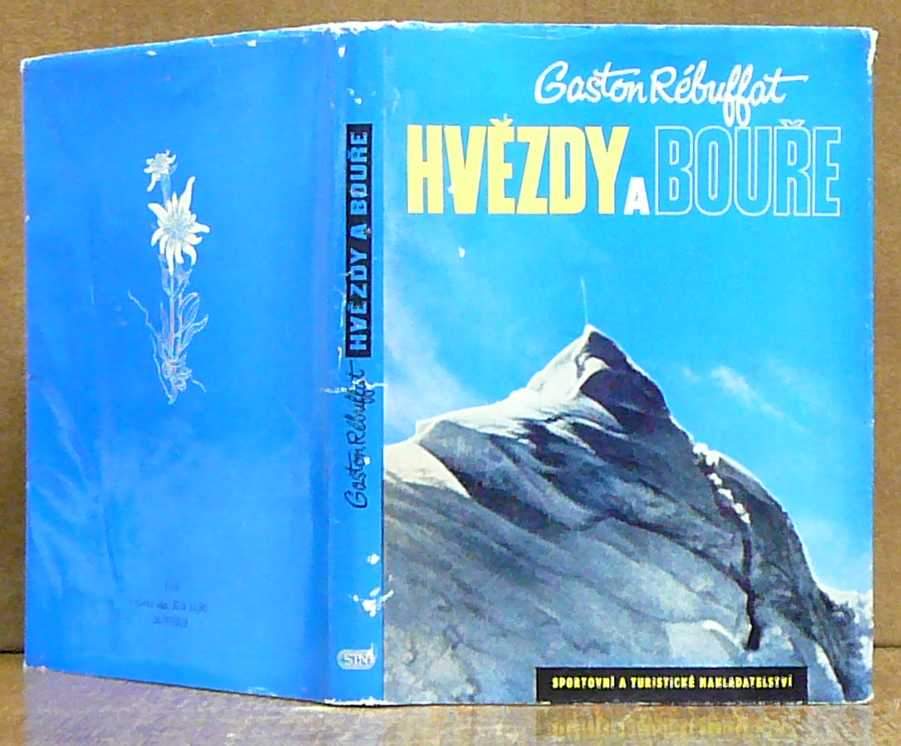 Gaston Rébuffat
HVĚZDY A BOUŘE
SPORTOVNÍ A TURISTICKÉ NAKLADATELSTVÍ
Gaston Rébuffat HVĚZDY A BOUŘE
STN